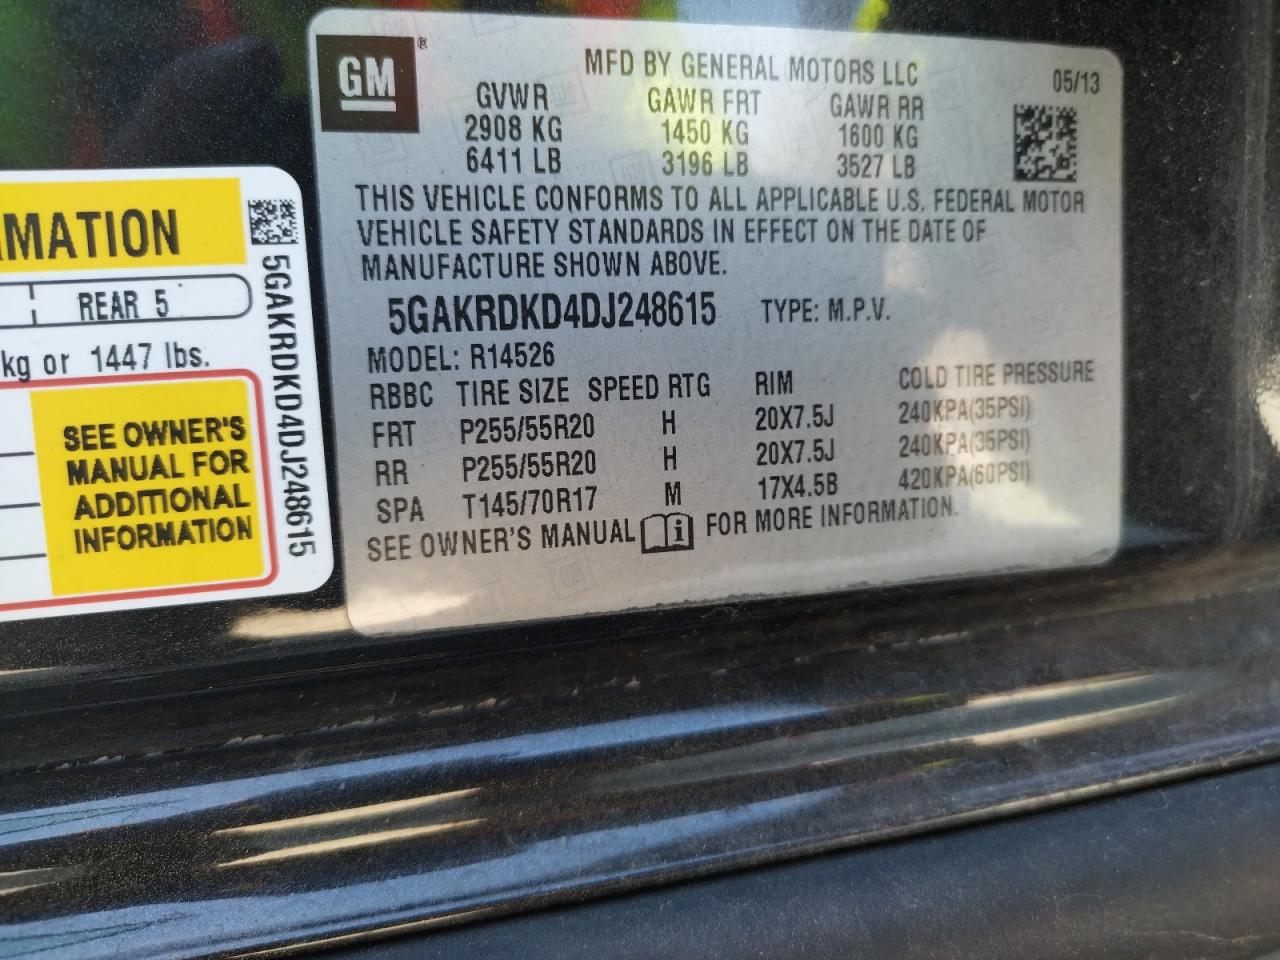 GM
MFD BY GENERAL MOTORS LLC
05/13
GVWR GAWR FRT GAWR RR
2908 KG 1450 KG 1600 KG
6411 LB 3196 LB 3527 LB
THIS VEHICLE CONFORMS TO ALL APPLICABLE U.S. FEDERAL MOTOR
VEHICLE SAFETY STANDARDS IN EFFECT ON THE DATE OF
MANUFACTURE SHOWN ABOVE.
5GAKRDKD4DJ248615 TYPE: M.P.V.
MODEL: R14526
RBBC TIRE SIZE SPEED RTG RIM COLD TIRE PRESSURE
FRT P255/55R20 H 20X7.5J 240KPA(35PSI)
RR P255/55R20 H 20X7.5J 240KPA(35PSI)
SPA T145/70R17 M 17X4.5B 420KPA(60PSI)
SEE OWNER'S MANUAL i FOR MORE INFORMATION.
MATION
REAR 5
kg or 1447 lbs.
SEE OWNER'S
MANUAL FOR
ADDITIONAL
INFORMATION
5GAKRDKD4DJ248615